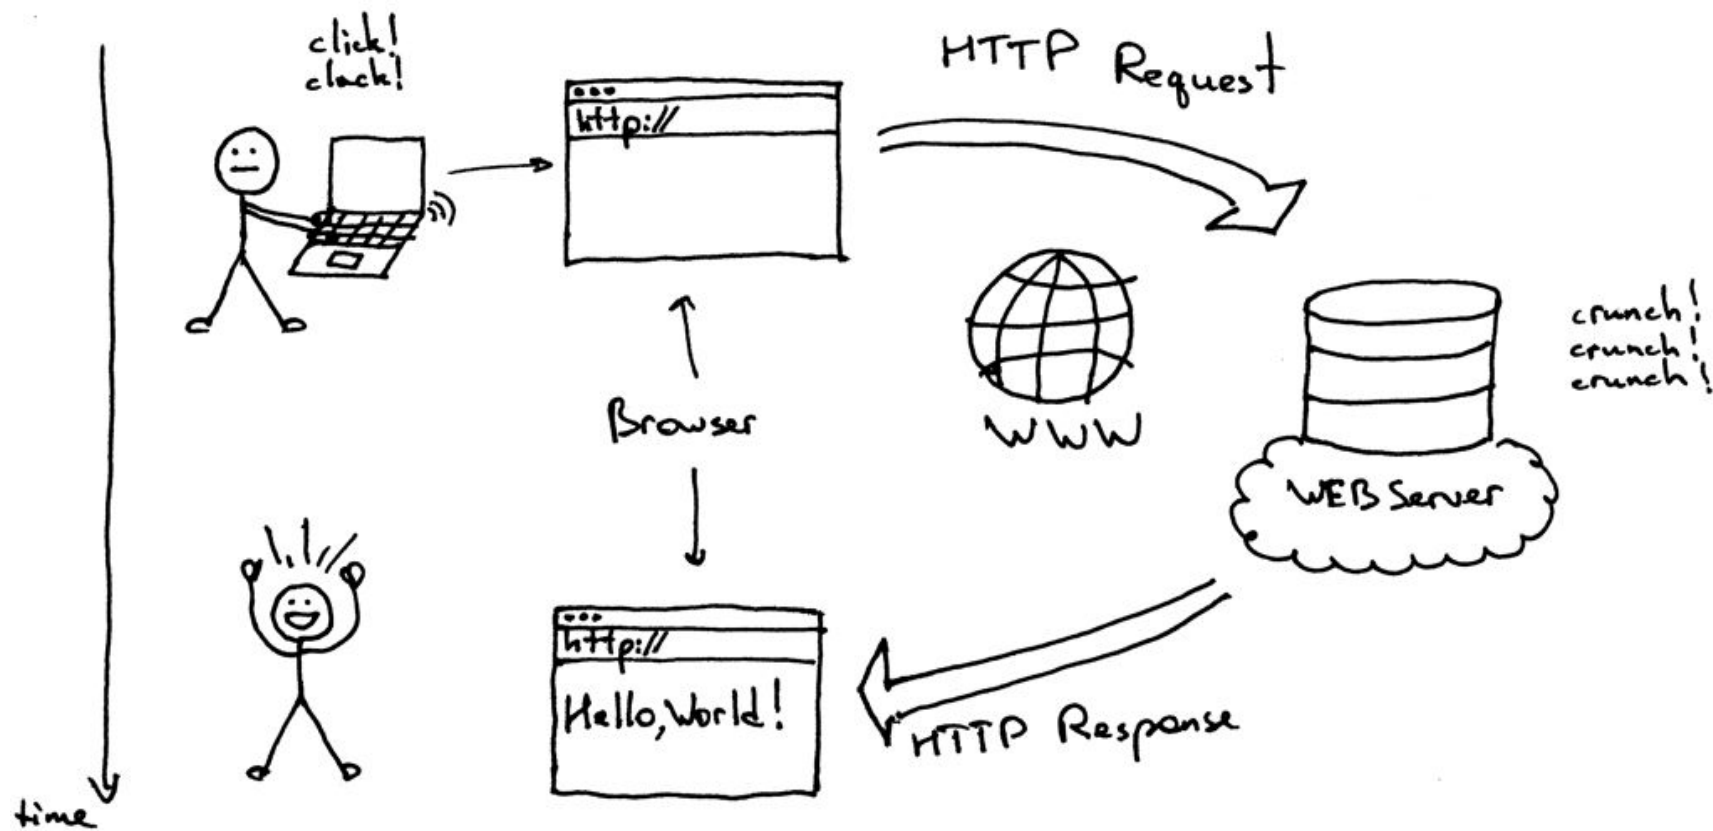 click!
clack!
HTTP Request
http://
crunch!
crunch!
crunch!
Browser
WWW
WEB Server
http://
Hello, World!
HTTP Response
time